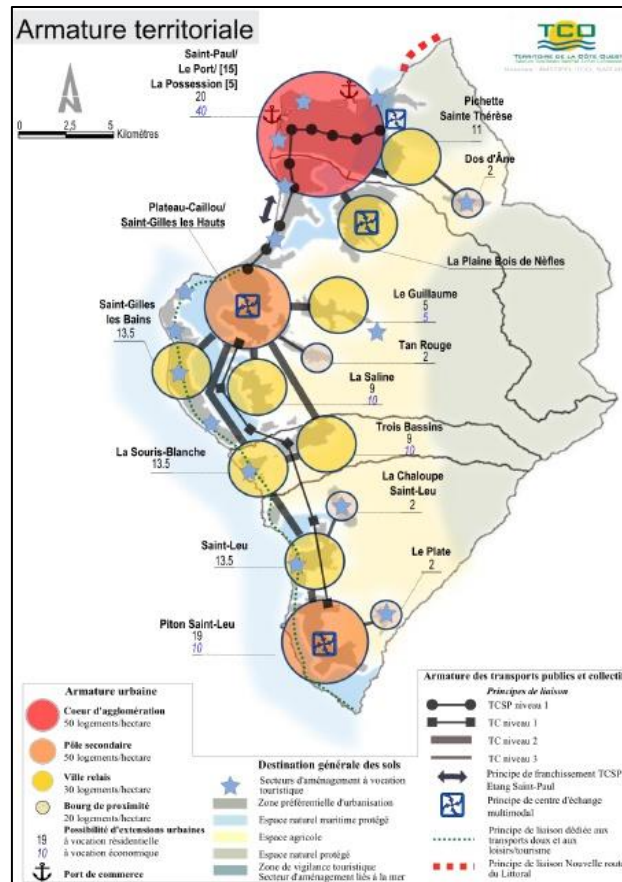 Armature territoriale
TCO
TERRITOIRE DE LA CÔTE OUEST
Saint-Paul/
Le Port/ [15]
La Possession [5]
20
40
0 2,5 5
Kilomètres
Pichette
Sainte Thérèse
11
Dos d'Âne
2
Plateau-Caillou/
Saint-Gilles les Hauts
La Plaine Bois de Nèfles
Saint-Gilles
les Bains
13.5
Le Guillaume
5
5
Tan Rouge
2
La Saline
9
10
Trois Bassins
9
10
La Souris-Blanche
13.5
La Chaloupe
Saint-Leu
2
Saint-Leu
13.5
Le Plate
2
Piton Saint-Leu
19
10
Armature urbaine
Coeur d'agglomération
50 logements/hectare
Pôle secondaire
50 logements/hectare
Ville relais
30 logements/hectare
Bourg de proximité
20 logements/hectare
Possibilité d'extensions urbaines
19 à vocation résidentielle
10 à vocation économique
Port de commerce
Destination générale des sols
Secteurs d'aménagement à vocation
touristique
Zone préférentielle d'urbanisation
Espace naturel maritime protégé
Espace agricole
Espace naturel protégé
Zone de vigilance touristique
Secteur d'aménagement liés à la mer
Armature des transports publics et collectif
Principes de liaison
TCSP niveau 1
TC niveau 1
TC niveau 2
TC niveau 3
Principe de franchissement TCSP
Etang Saint-Paul
Principe de centre d'échange
multimodal
Principe de liaison dédiée aux
transports doux et aux
loisirs/tourisme
Principe de liaison Nouvelle route
du Littoral